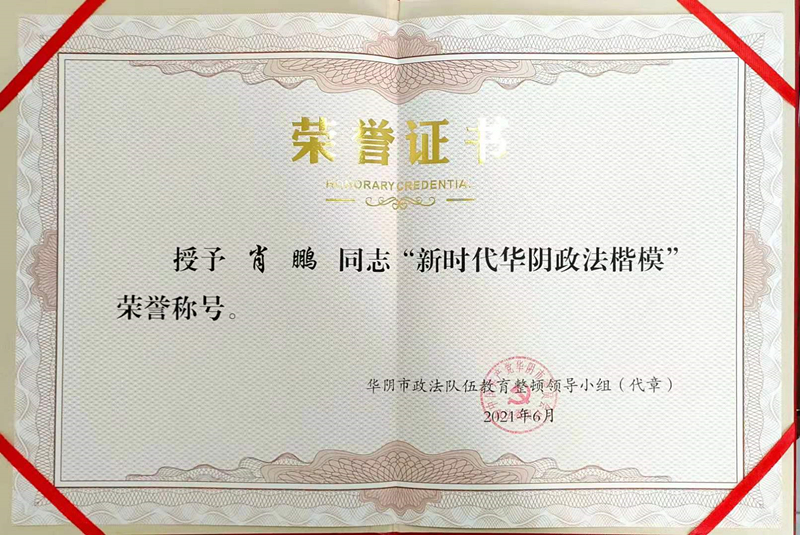 荣誉证书
HONORARY CREDENTIAL
授予 肖 鹏 同志“新时代华阴政法楷模”
荣誉称号。
华阴市政法队伍教育整顿领导小组（代章）
2021年6月